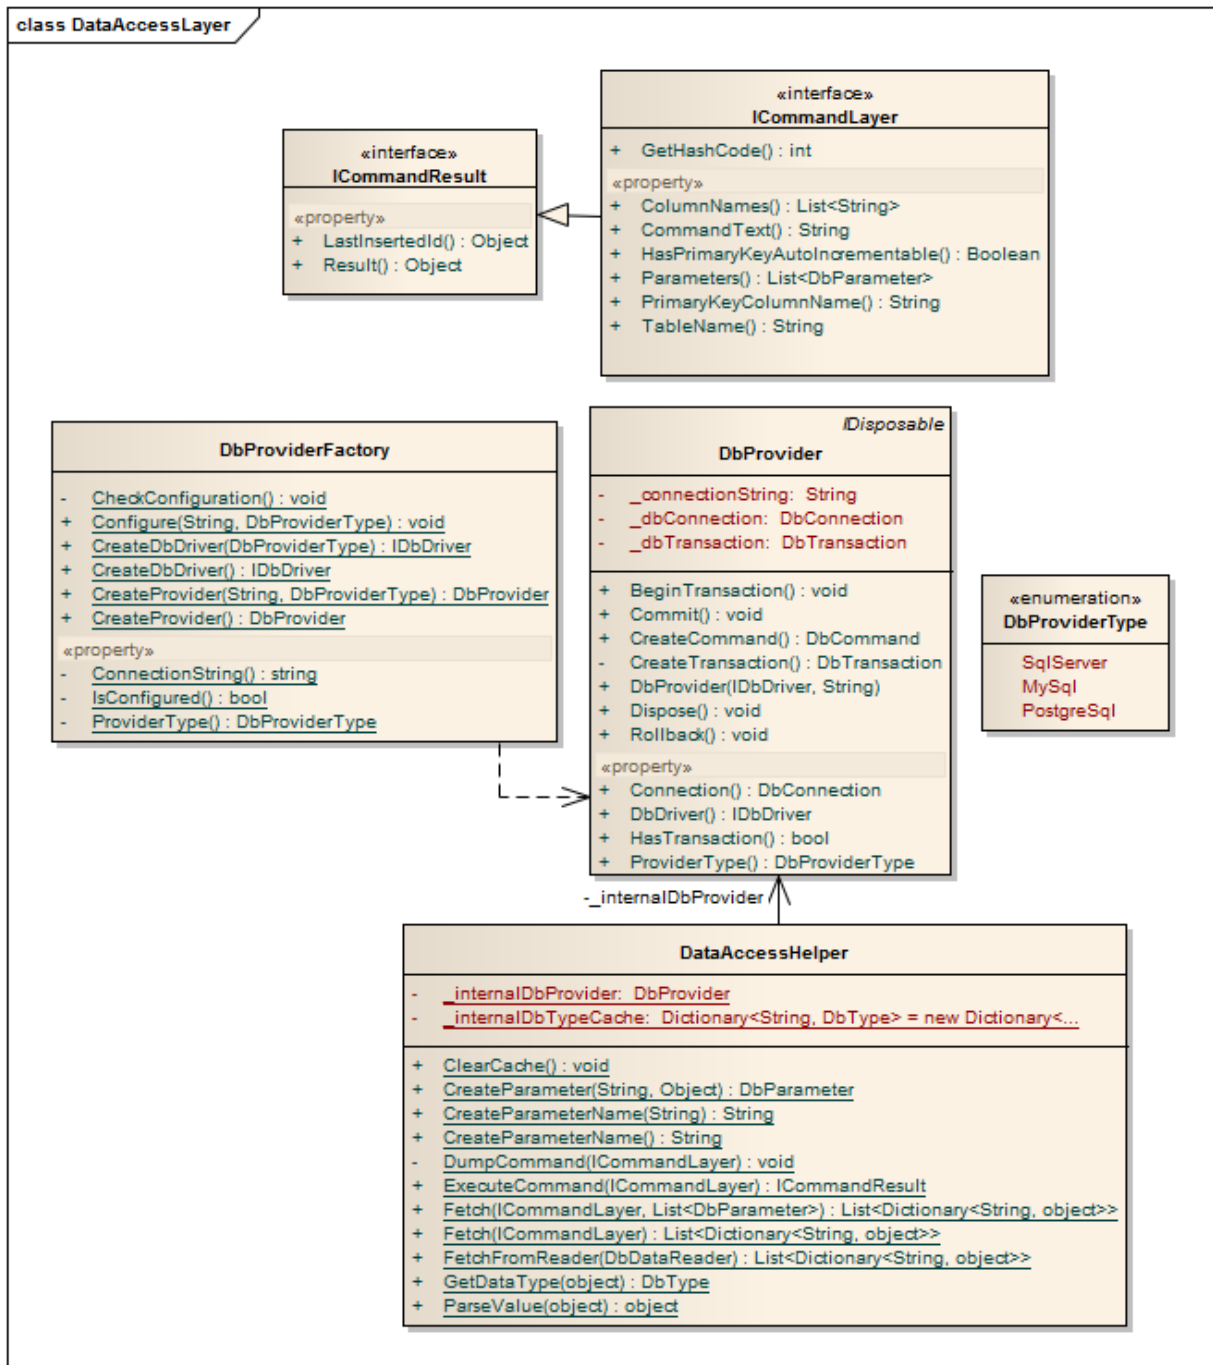 class DataAccessLayer
«interface»
ICommandLayer
+ GetHashCode() : int
«property»
+ ColumnNames() : List<String>
+ CommandText() : String
+ HasPrimaryKeyAutoIncrementable() : Boolean
+ Parameters() : List<DbParameter>
+ PrimaryKeyColumnName() : String
+ TableName() : String
«interface»
ICommandResult
«property»
+ LastInsertedId() : Object
+ Result() : Object
DbProviderFactory
- CheckConfiguration() : void
+ Configure(String, DbProviderType) : void
+ CreateDbDriver(DbProviderType) : IDbDriver
+ CreateDbDriver() : IDbDriver
+ CreateProvider(String, DbProviderType) : DbProvider
+ CreateProvider() : DbProvider
«property»
- ConnectionString() : string
- IsConfigured() : bool
- ProviderType() : DbProviderType
IDisposable
DbProvider
- _connectionString: String
- _dbConnection: DbConnection
- _dbTransaction: DbTransaction
+ BeginTransaction() : void
+ Commit() : void
+ CreateCommand() : DbCommand
- CreateTransaction() : DbTransaction
+ DbProvider(IDbDriver, String)
+ Dispose() : void
+ Rollback() : void
«property»
+ Connection() : DbConnection
+ DbDriver() : IDbDriver
+ HasTransaction() : bool
+ ProviderType() : DbProviderType
«enumeration»
DbProviderType
SqlServer
MySql
PostgreSql
-_internalDbProvider
DataAccessHelper
- _internalDbProvider: DbProvider
- _internalDbTypeCache: Dictionary<String, DbType> = new Dictionary<...
+ ClearCache() : void
+ CreateParameter(String, Object) : DbParameter
+ CreateParameterName(String) : String
+ CreateParameterName() : String
- DumpCommand(ICommandLayer) : void
+ ExecuteCommand(ICommandLayer) : ICommandResult
+ Fetch(ICommandLayer, List<DbParameter>) : List<Dictionary<String, object>>
+ Fetch(ICommandLayer) : List<Dictionary<String, object>>
+ FetchFromReader(DbDataReader) : List<Dictionary<String, object>>
+ GetDataType(object) : DbType
+ ParseValue(object) : object